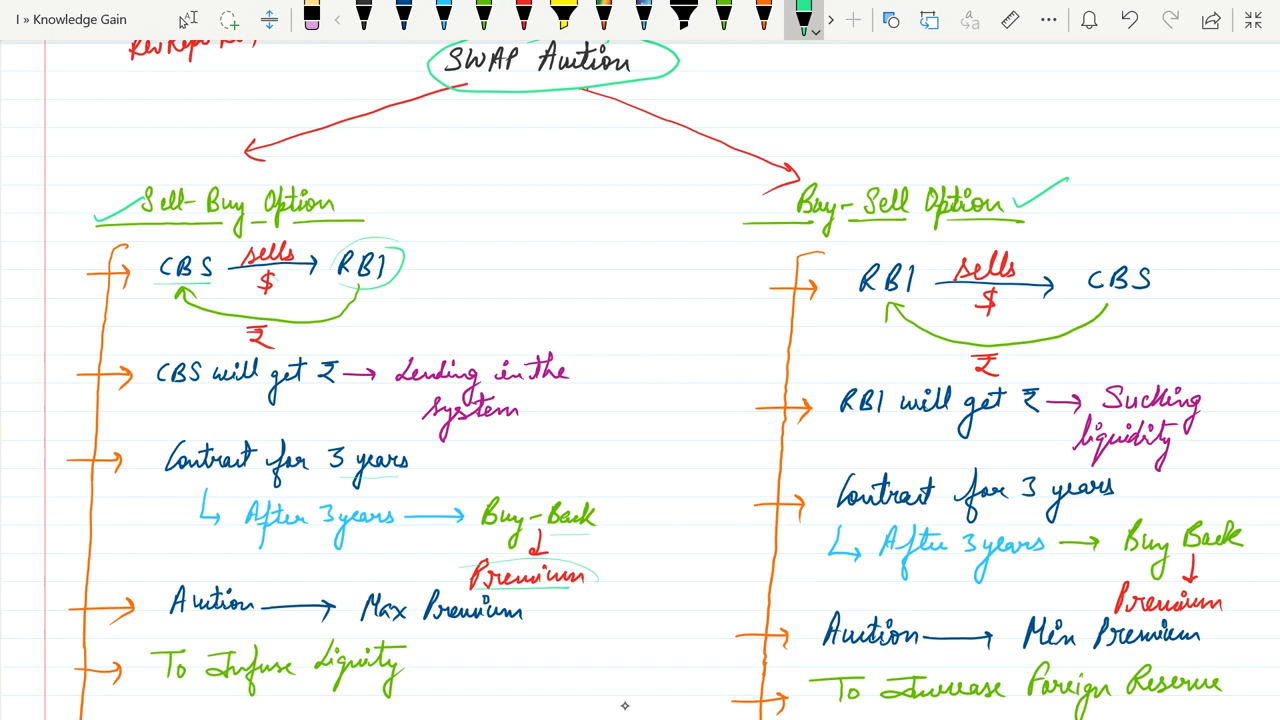 I » Knowledge Gain
SWAP Auction
Sell-Buy Option
CBS sells $ RBI
₹
CBS will get ₹ → Lending in the
system
Contract for 3 years
After 3 years → Buy-Back
Premium
Auction → Max Premium
To Infuse Liquity
Buy-Sell Option
RBI sells $ CBS
₹
RBI will get ₹ → Sucking
liquidity
Contract for 3 years
After 3 years → Buy Back
Premium
Auction → Min Premium
To Increase Foreign Reserve